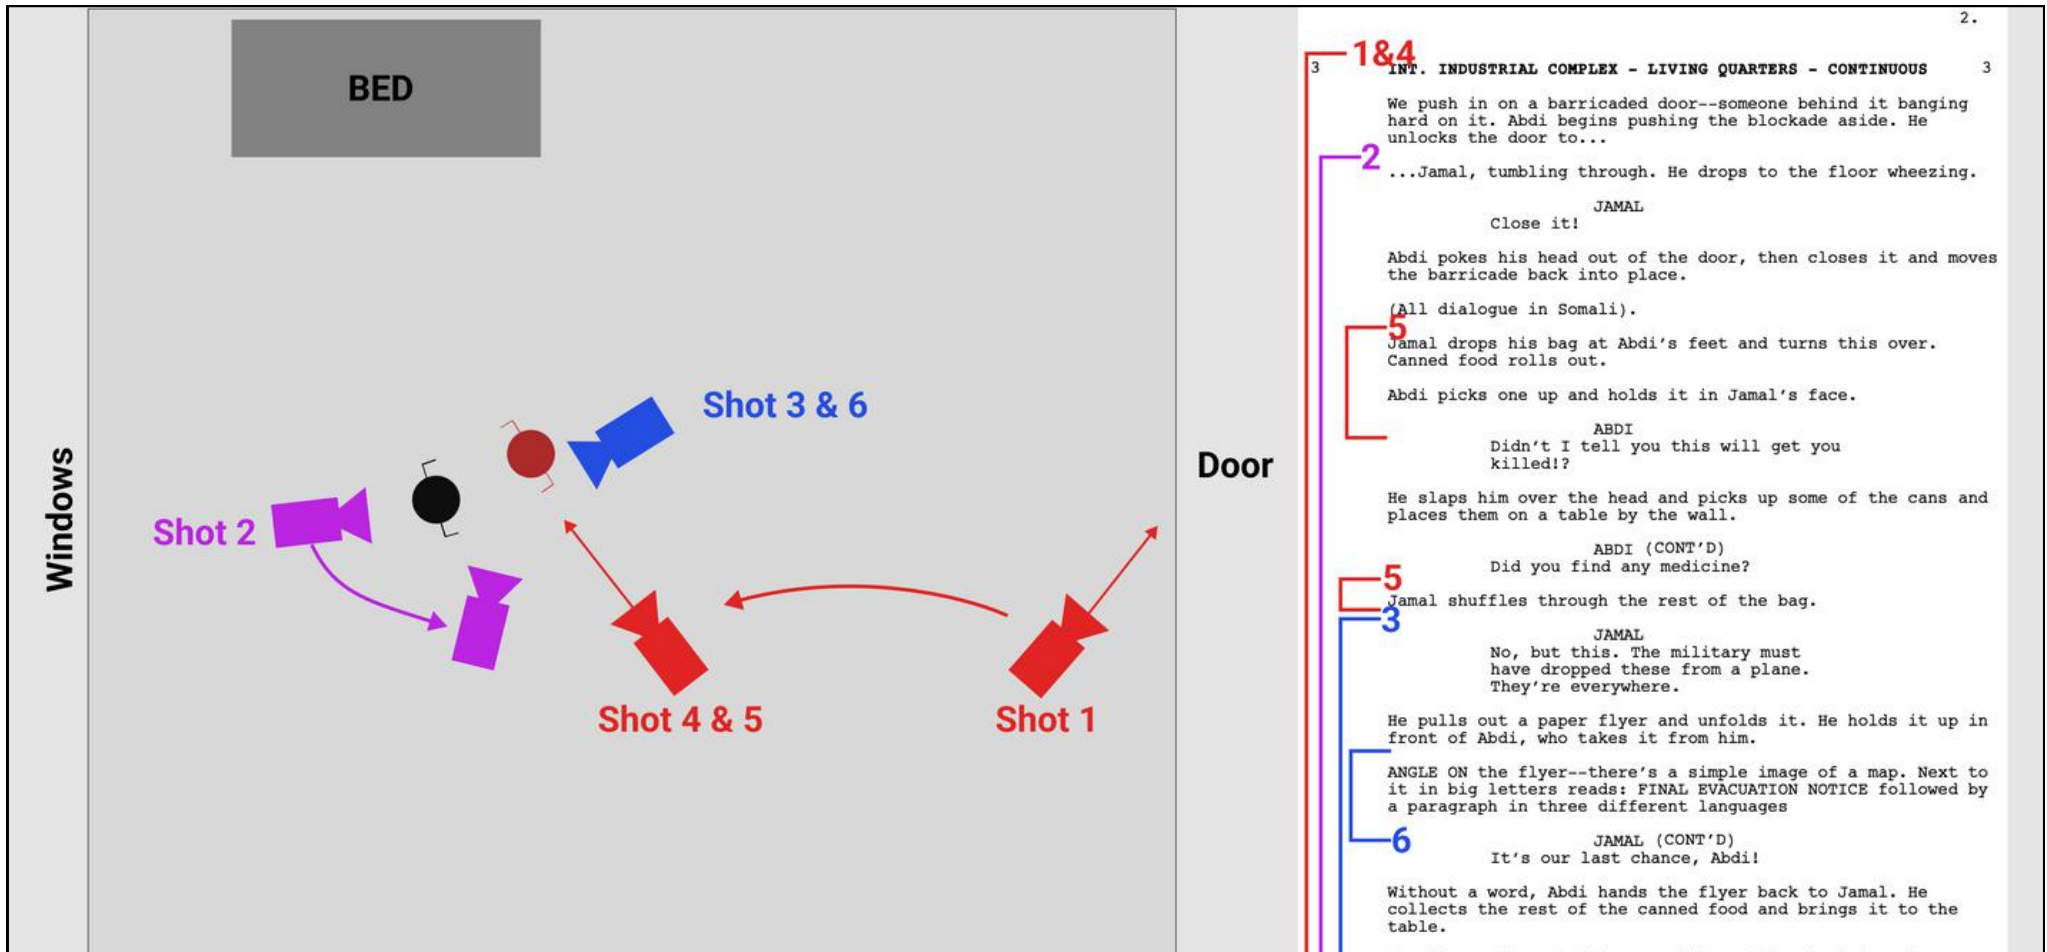 BED
Windows
Shot 2
Shot 3 & 6
Shot 4 & 5
Shot 1
Door
2.
1&4
3 INT. INDUSTRIAL COMPLEX - LIVING QUARTERS - CONTINUOUS 3
We push in on a barricaded door--someone behind it banging
hard on it. Abdi begins pushing the blockade aside. He
unlocks the door to...
2
...Jamal, tumbling through. He drops to the floor wheezing.
JAMAL
Close it!
Abdi pokes his head out of the door, then closes it and moves
the barricade back into place.
(All dialogue in Somali).
5
Jamal drops his bag at Abdi's feet and turns this over.
Canned food rolls out.
Abdi picks one up and holds it in Jamal's face.
ABDI
Didn't I tell you this will get you
killed!?
He slaps him over the head and picks up some of the cans and
places them on a table by the wall.
ABDI (CONT'D)
Did you find any medicine?
5
Jamal shuffles through the rest of the bag.
3
JAMAL
No, but this. The military must
have dropped these from a plane.
They're everywhere.
He pulls out a paper flyer and unfolds it. He holds it up in
front of Abdi, who takes it from him.
ANGLE ON the flyer--there's a simple image of a map. Next to
it in big letters reads: FINAL EVACUATION NOTICE followed by
a paragraph in three different languages
6
JAMAL (CONT'D)
It's our last chance, Abdi!
Without a word, Abdi hands the flyer back to Jamal. He
collects the rest of the canned food and brings it to the
table.